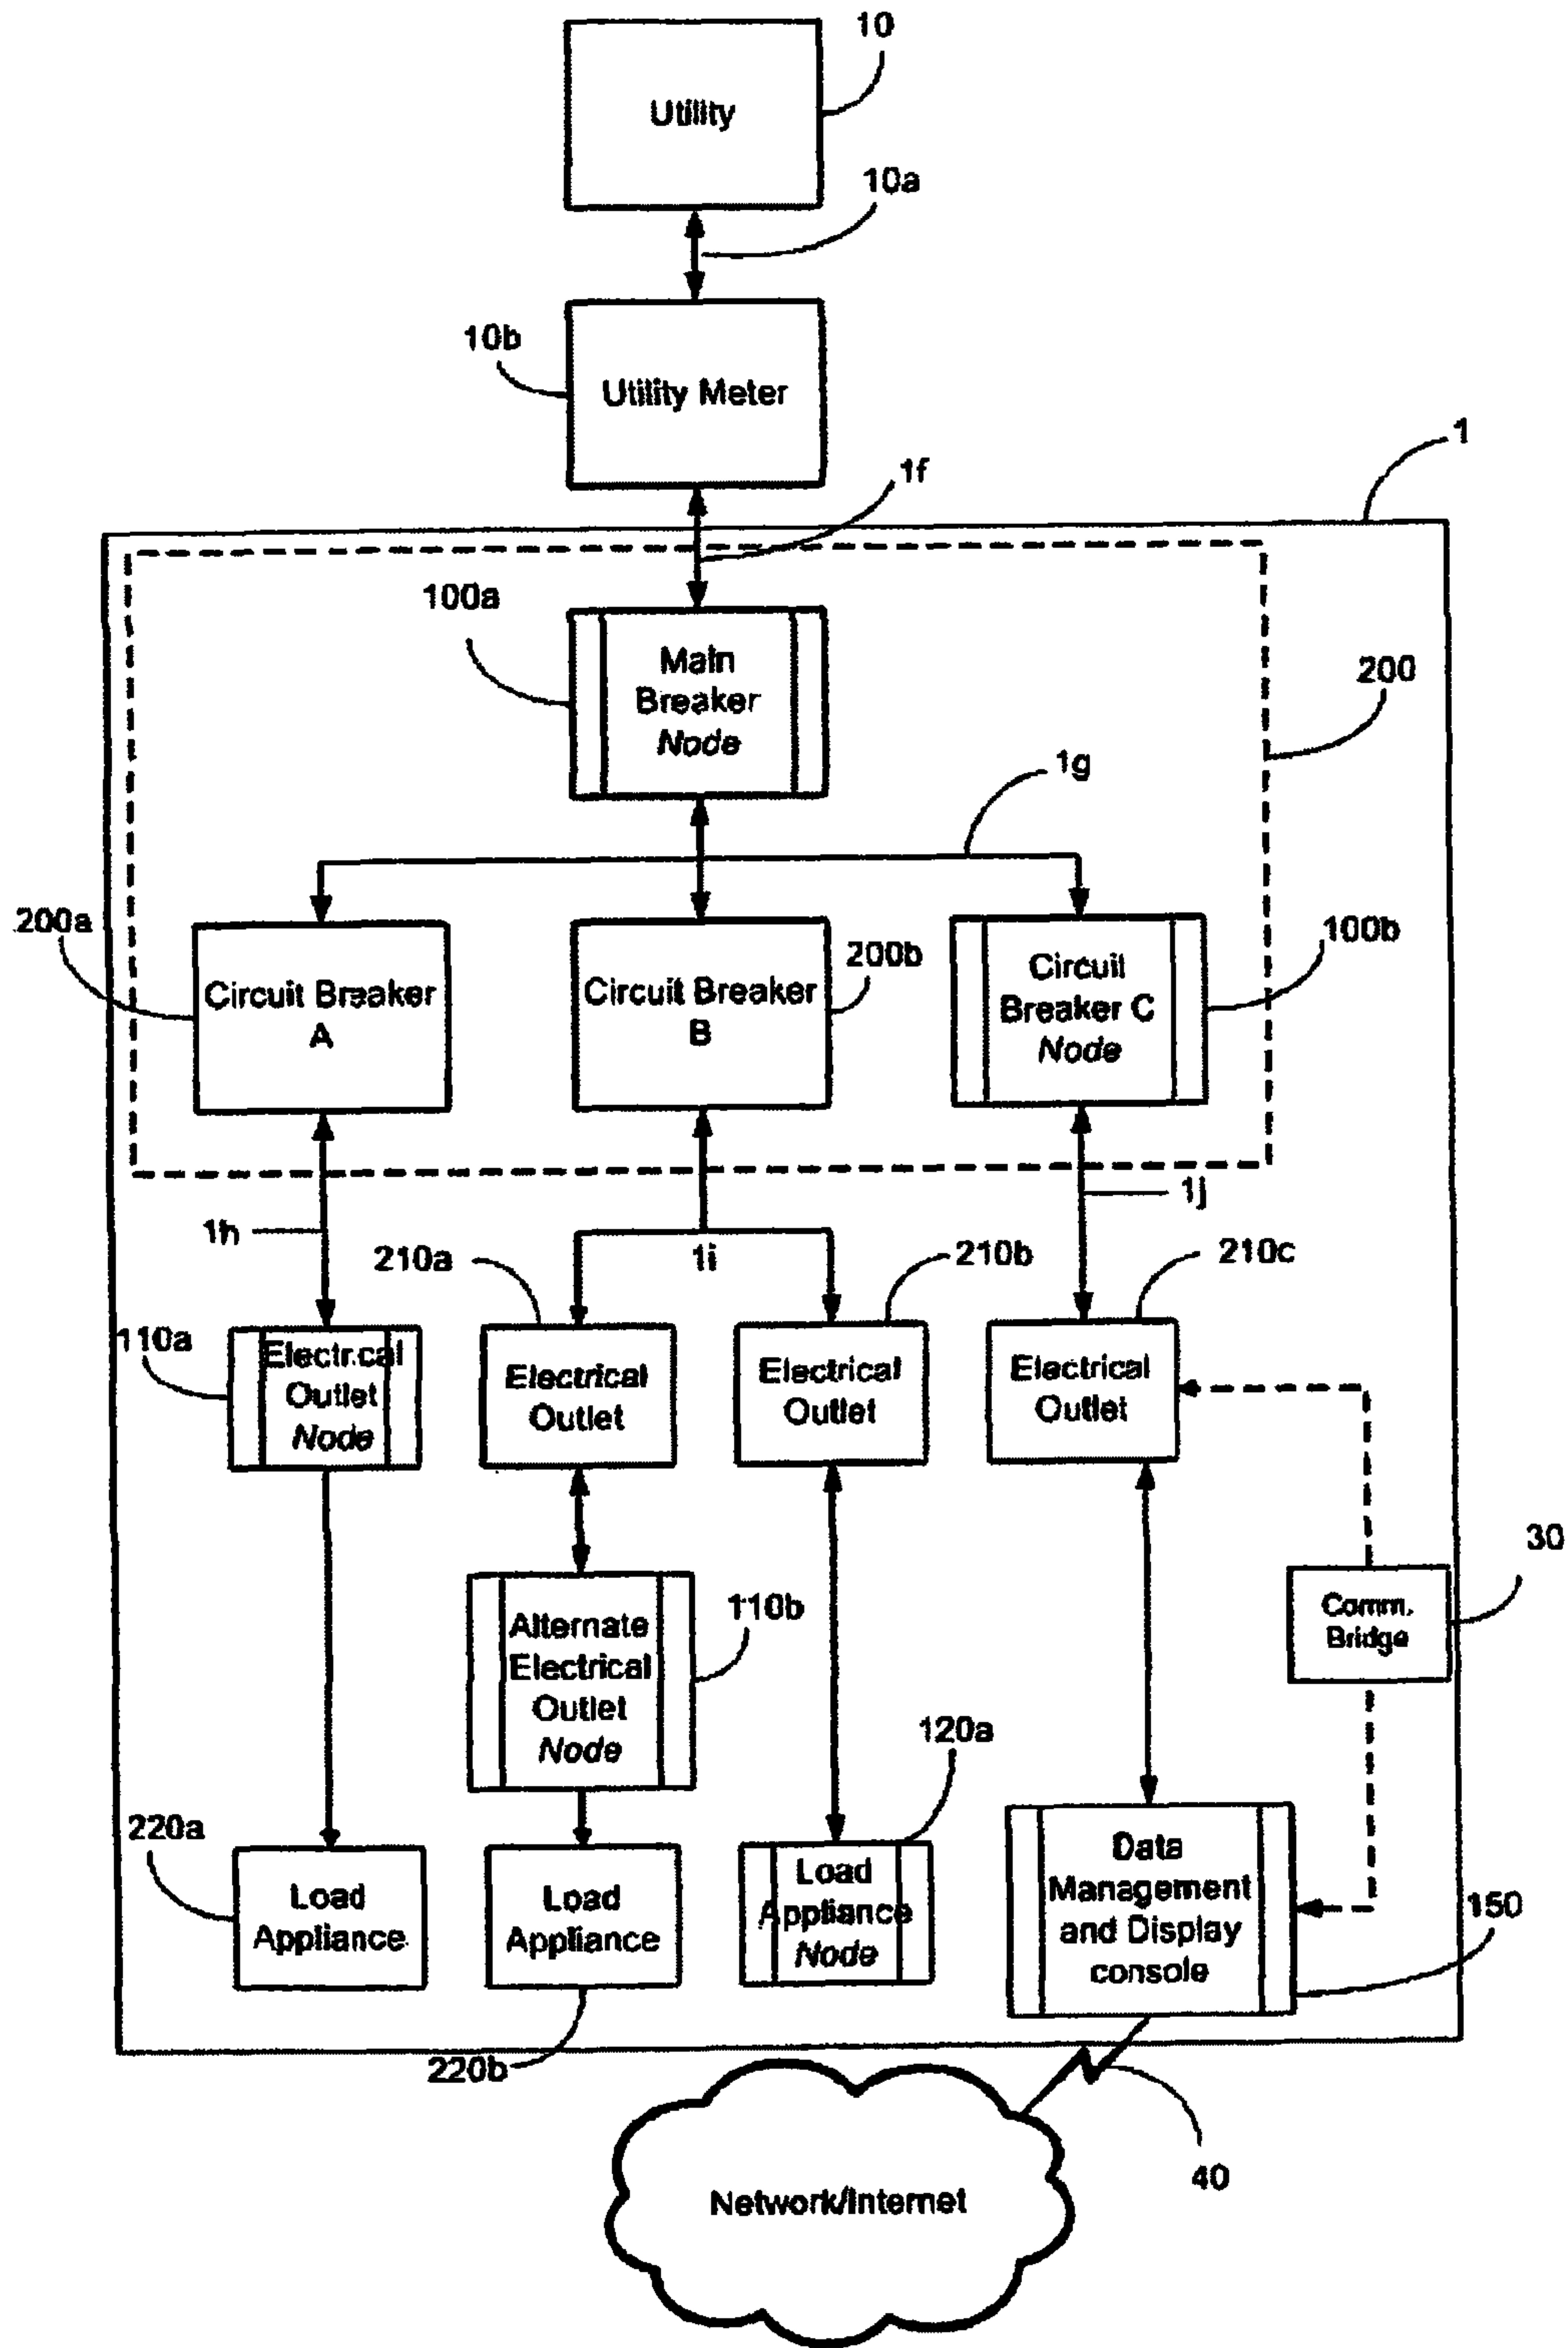 10
Utility
10a
10b
Utility Meter
1
1f
100a
Main
Breaker
Node
200
1g
200a
Circuit Breaker
A
Circuit Breaker
B
200b
Circuit
Breaker C
Node
100b
1h
1i
1j
210a
210b
210c
110a
Electrical
Outlet
Node
Electrical
Outlet
Electrical
Outlet
Electrical
Outlet
30
Comm.
Bridge
Alternate
Electrical
Outlet
Node
110b
120a
220a
Load
Appliance
Load
Appliance
Load
Appliance
Node
Data
Management
and Display
console
150
220b
40
Network/Internet